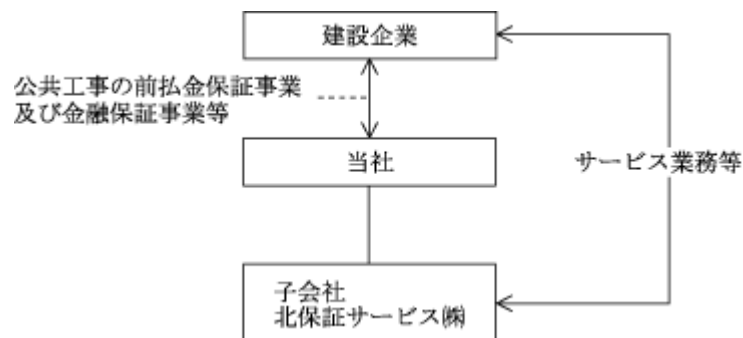 建設企業
公共工事の前払金保証事業
及び金融保証事業等
当社
サービス業務等
子会社
北保証サービス㈱